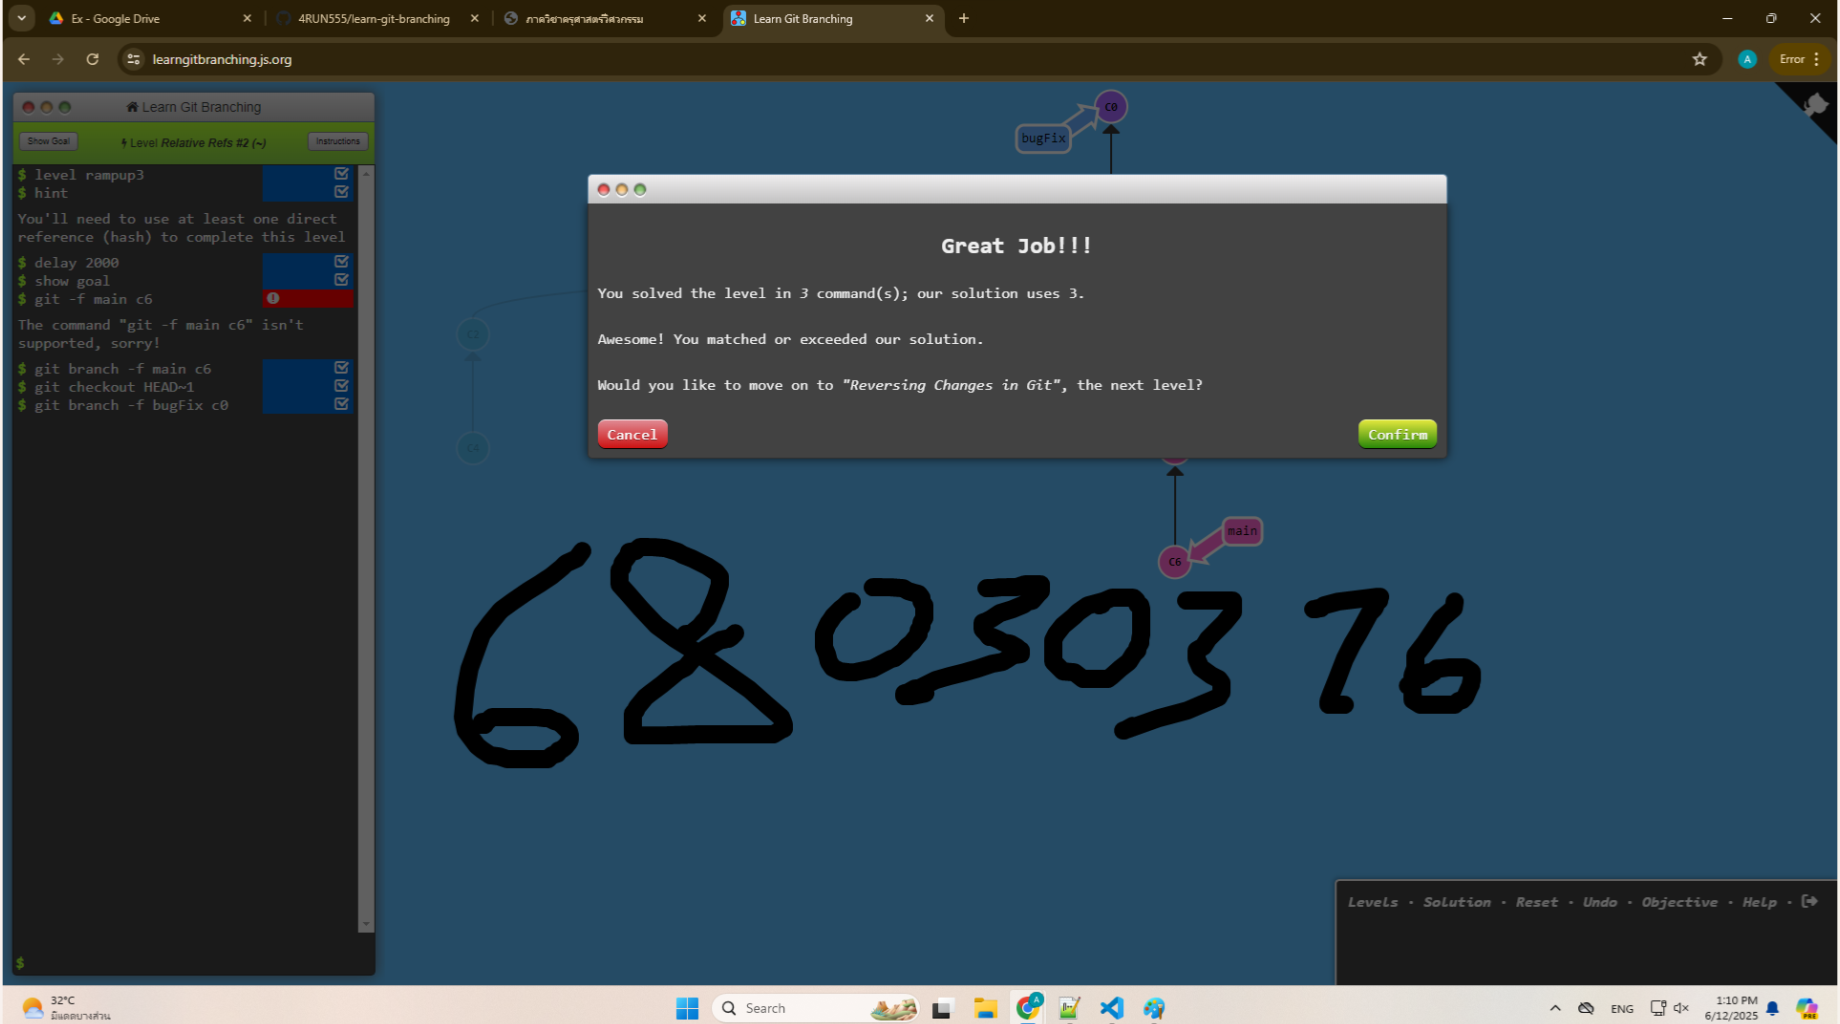 Ex - Google Drive
4RUN555/learn-git-branching
ภาควิชาครุศาสตร์วิศวกรรม
Learn Git Branching
learngitbranching.js.org
A
Error
Learn Git Branching
Show Goal
Level Relative Refs #2 (~)
Instructions
$ level rampup3
$ hint
You'll need to use at least one direct
reference (hash) to complete this level
$ delay 2000
$ show goal
$ git -f main c6
The command "git -f main c6" isn't
supported, sorry!
$ git branch -f main c6
$ git checkout HEAD~1
$ git branch -f bugFix c0
$
C0
bugFix
Great Job!!!
You solved the level in 3 command(s); our solution uses 3.
Awesome! You matched or exceeded our solution.
Would you like to move on to "Reversing Changes in Git", the next level?
Cancel
Confirm
main
C6
68030376
Levels · Solution · Reset · Undo · Objective · Help ·
32°C
มีแดดบางส่วน
Search
ENG
1:10 PM
6/12/2025